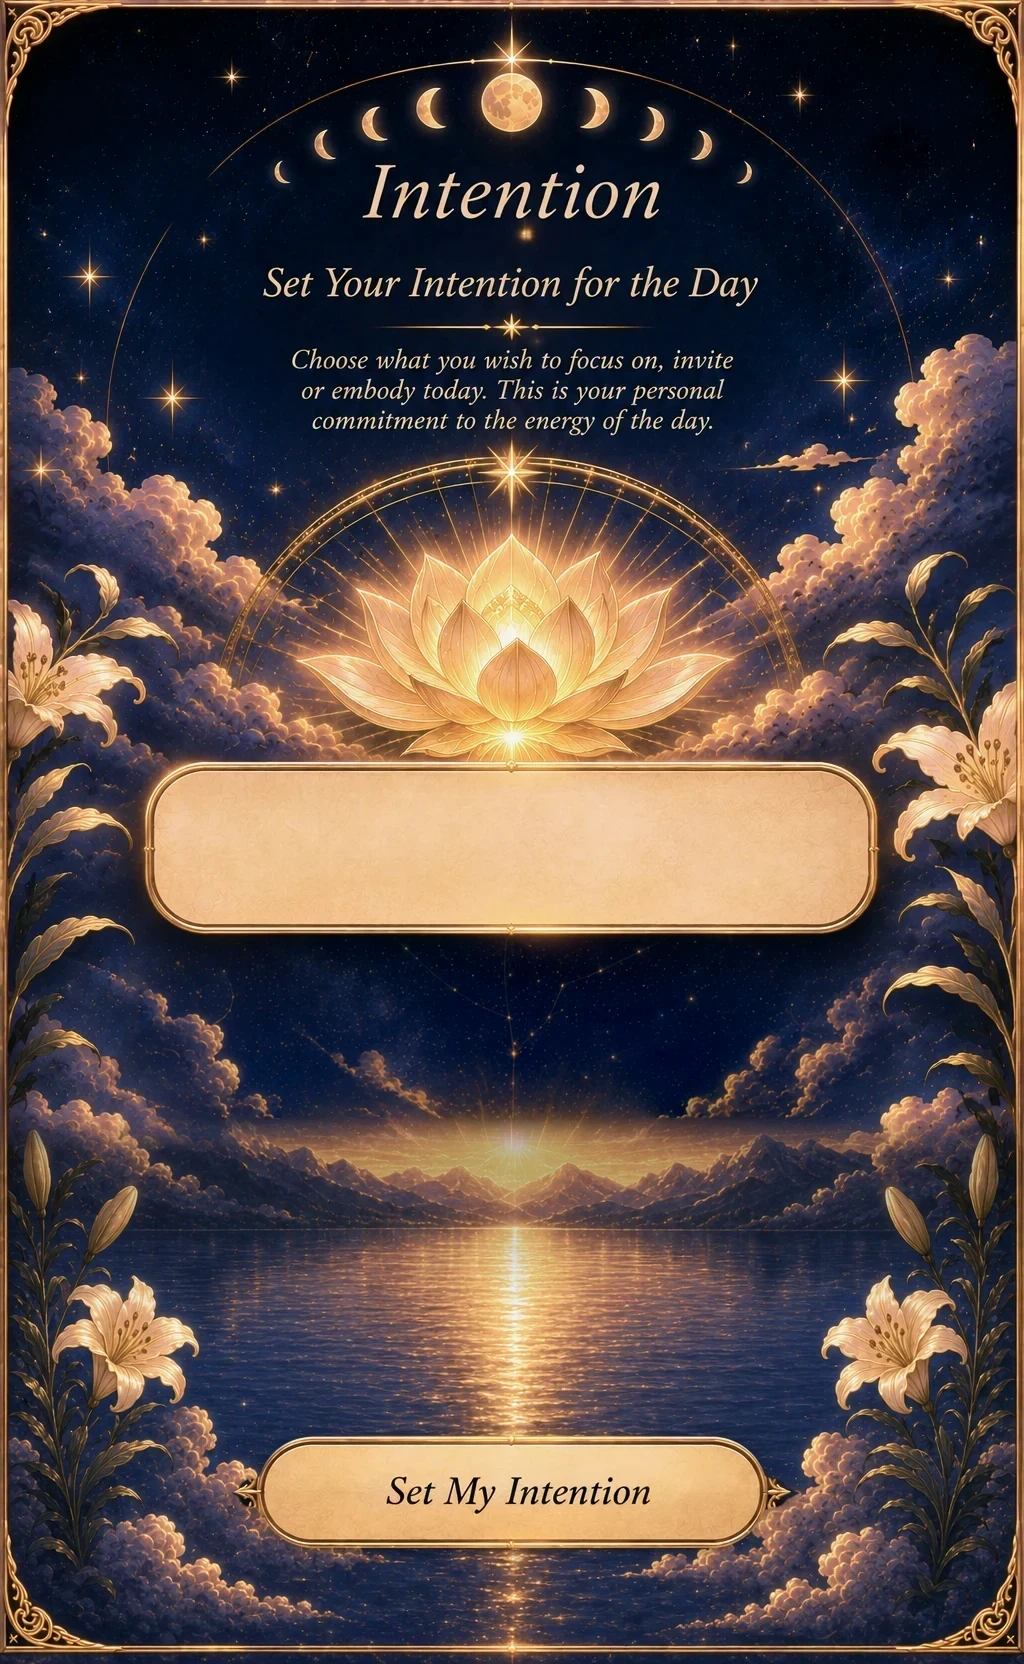 Intention
Set Your Intention for the Day
Choose what you wish to focus on, invite
or embody today. This is your personal
commitment to the energy of the day.
Set My Intention